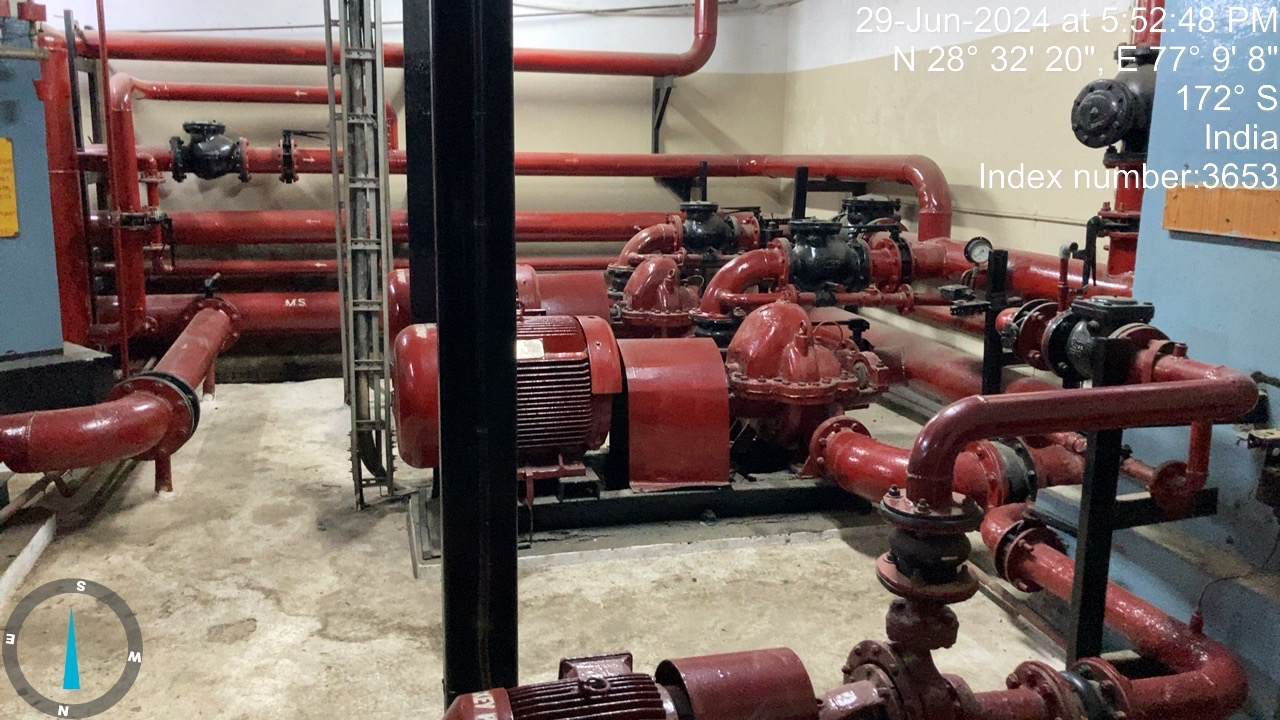 29-Jun-2024 at 5:52:48 PM
N 28° 32' 20", E 77° 9' 8"
172° S
India
Index number:3653
M.S.
S
E
W
N